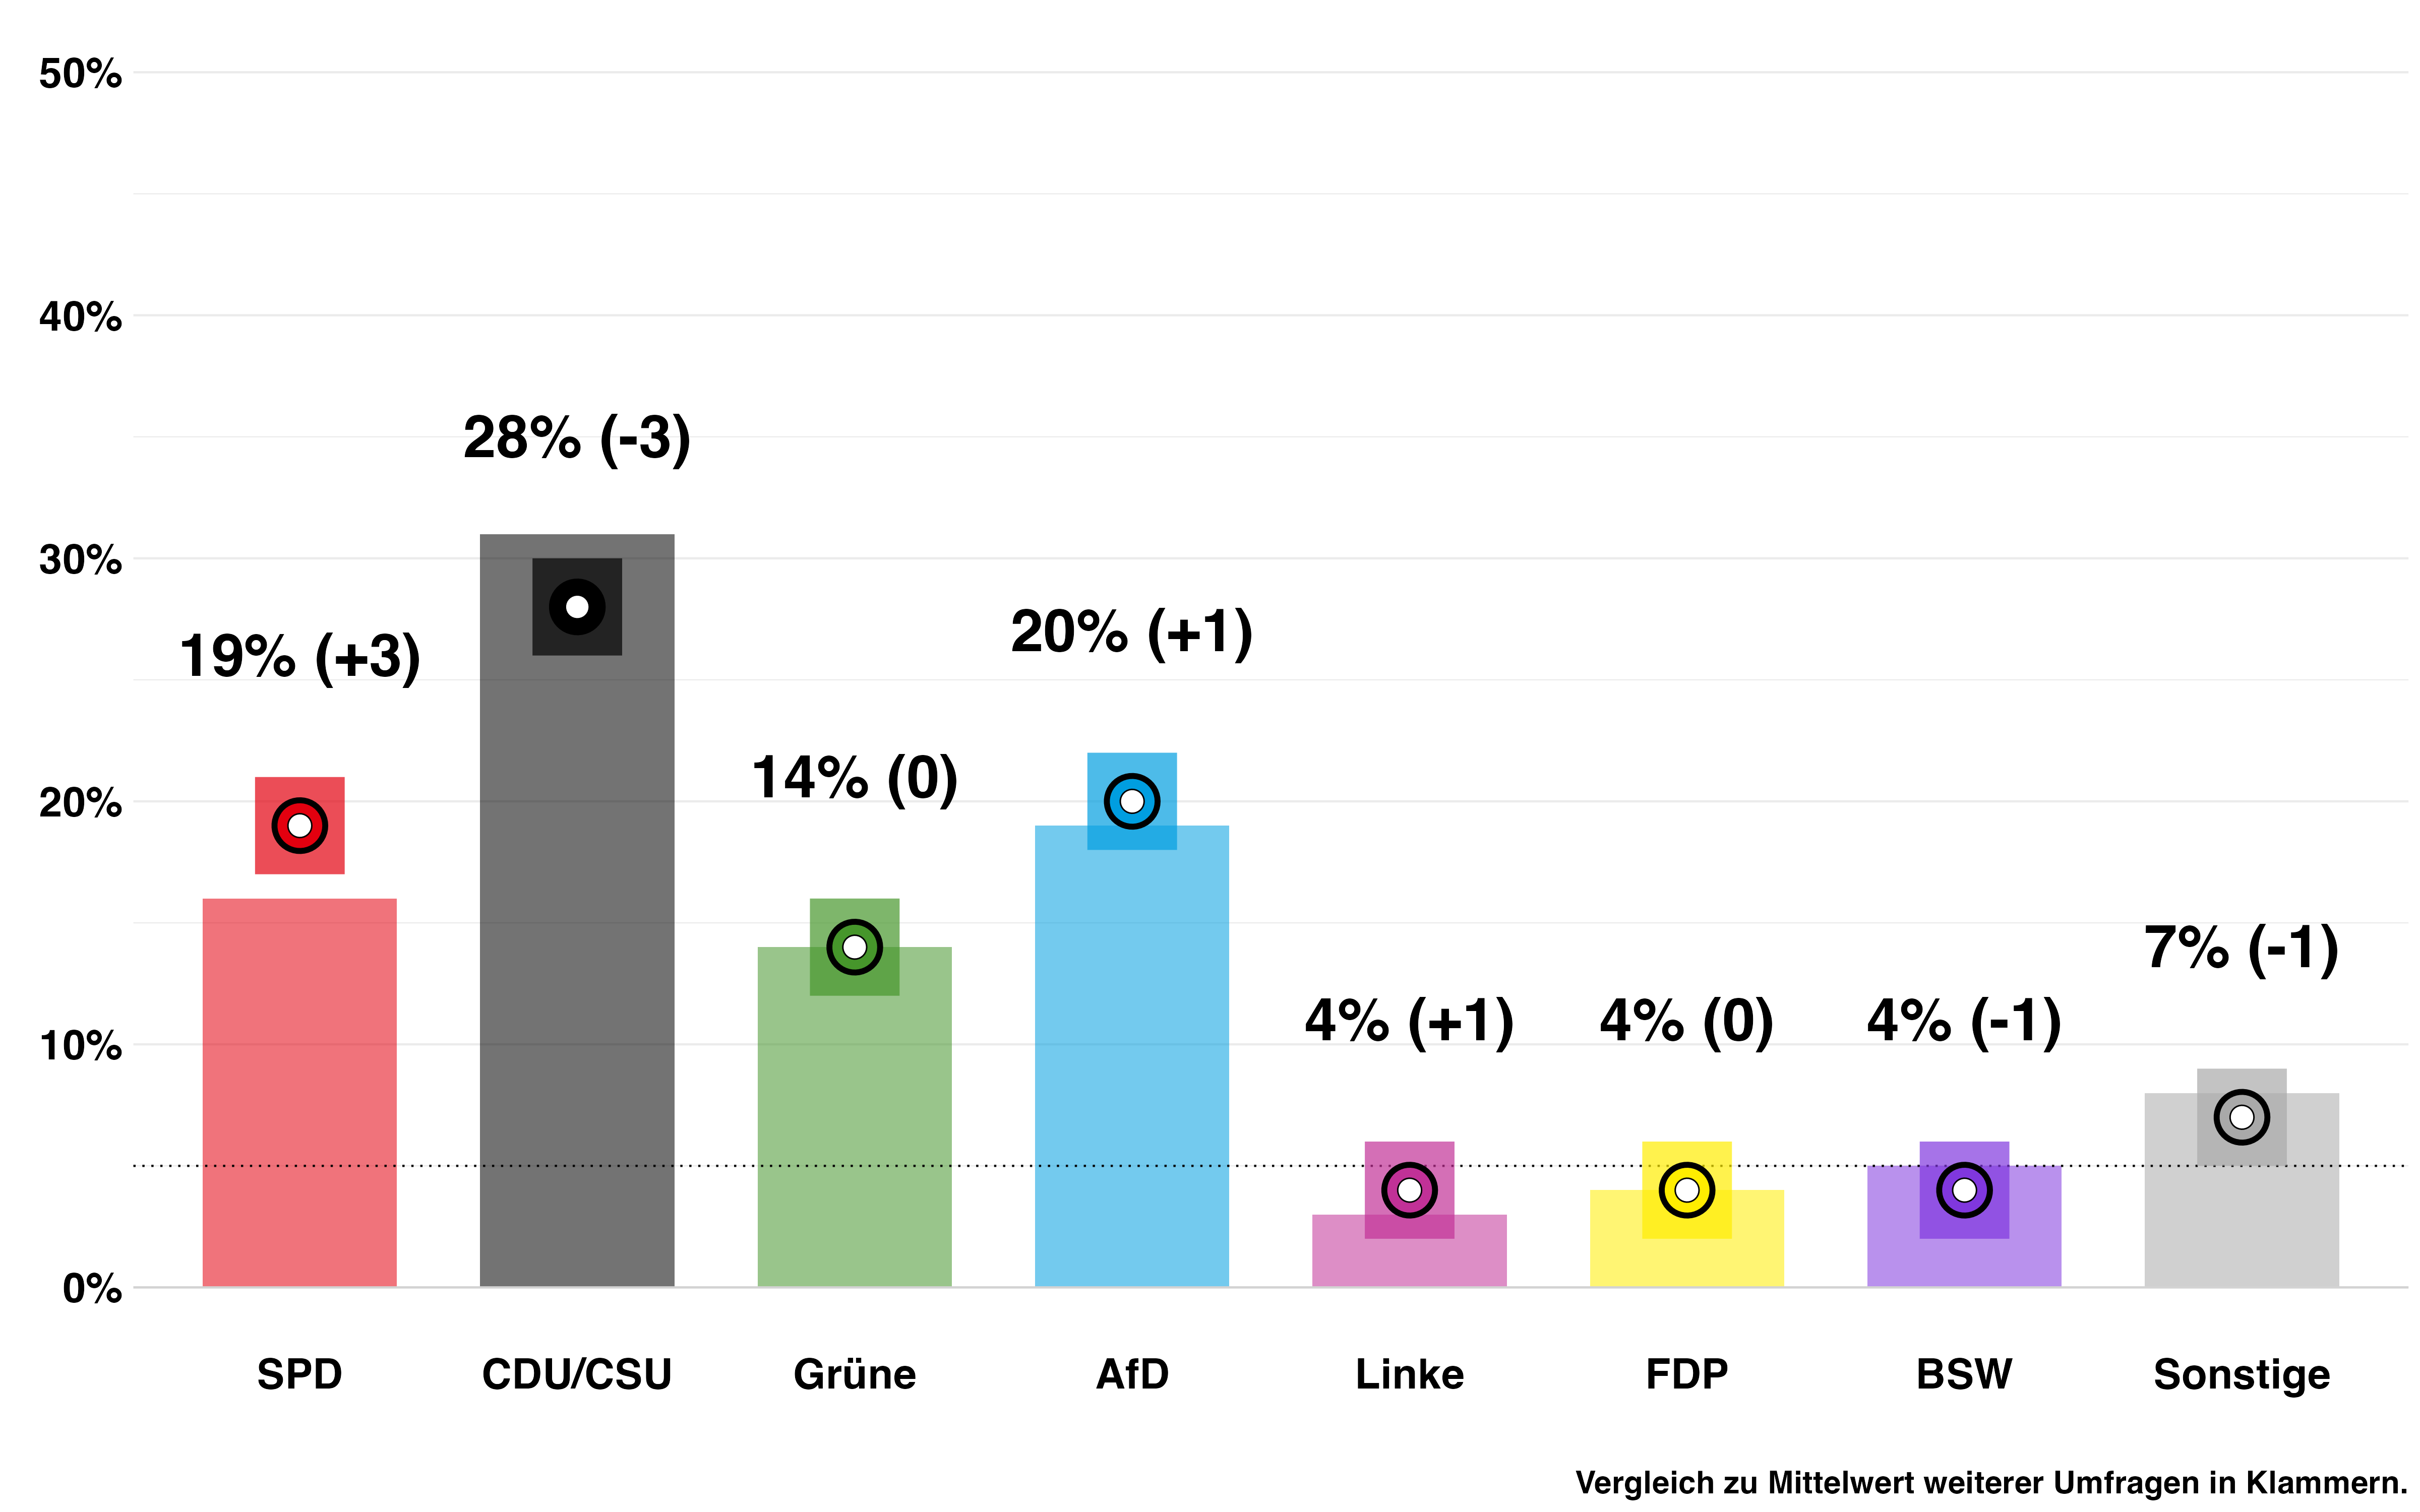 50%
40%
30%
20%
10%
0%
19% (+3)
28% (-3)
14% (0)
20% (+1)
4% (+1)
4% (0)
4% (-1)
7% (-1)
SPD
CDU/CSU
Grüne
AfD
Linke
FDP
BSW
Sonstige
Vergleich zu Mittelwert weiterer Umfragen in Klammern.